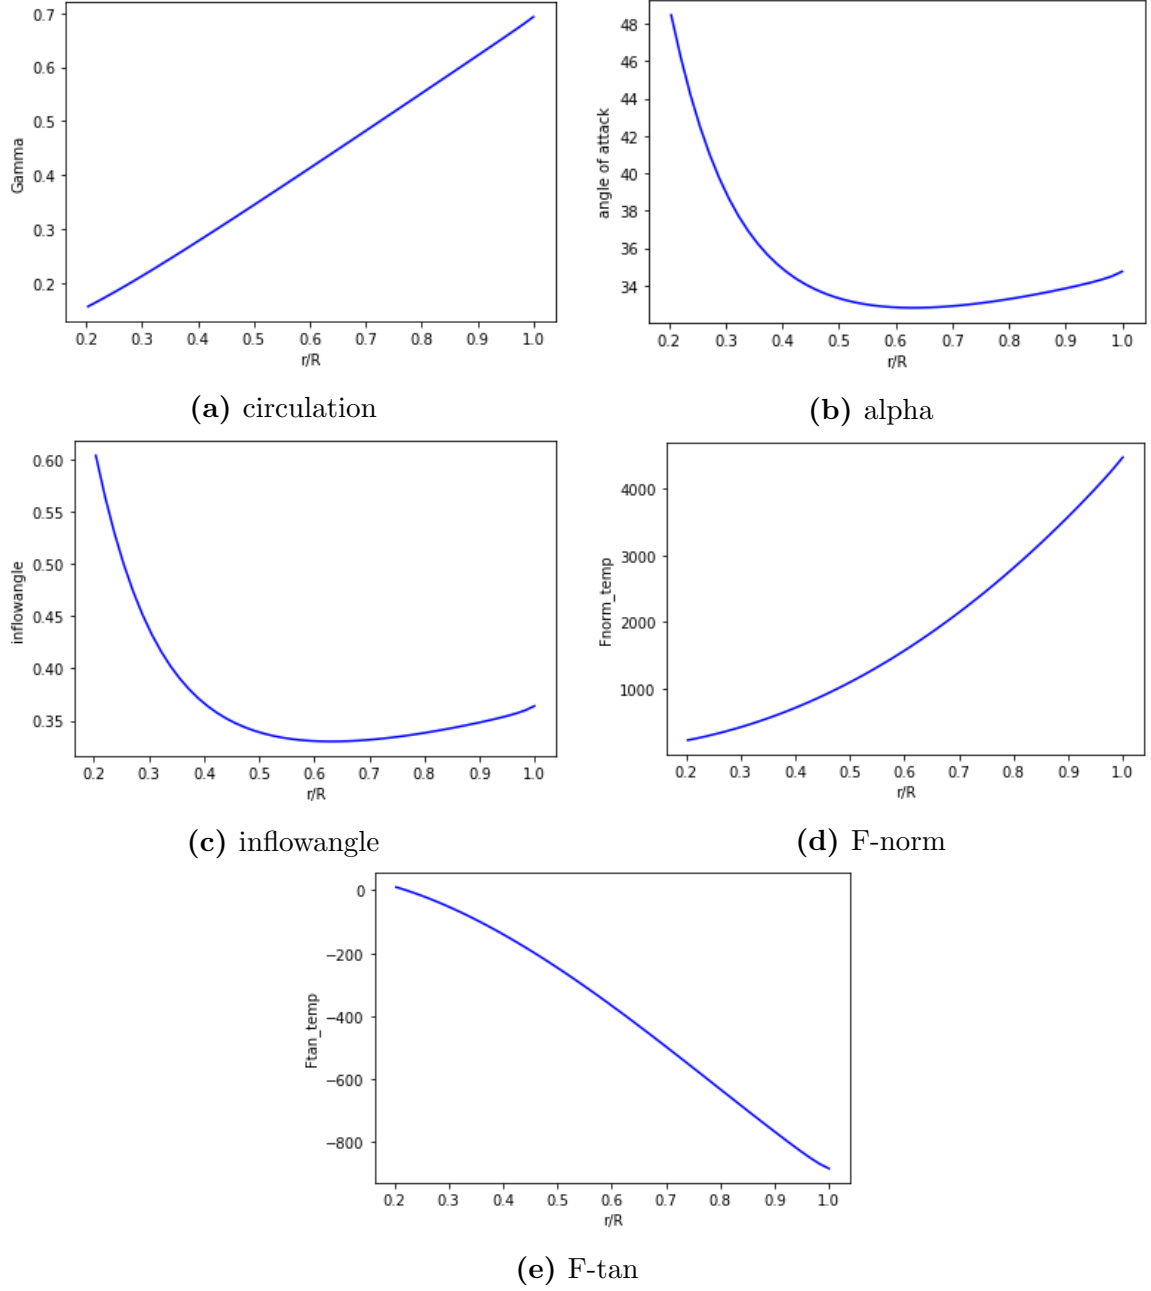 0.7
0.6
0.5
0.4
0.3
0.2
Gamma
0.2 0.3 0.4 0.5 0.6 0.7 0.8 0.9 1.0
r/R
(a) circulation
48
46
44
42
40
38
36
34
angle of attack
0.2 0.3 0.4 0.5 0.6 0.7 0.8 0.9 1.0
r/R
(b) alpha
0.60
0.55
0.50
0.45
0.40
0.35
inflowangle
0.2 0.3 0.4 0.5 0.6 0.7 0.8 0.9 1.0
r/R
(c) inflowangle
4000
3000
2000
1000
Fnorm_temp
0.2 0.3 0.4 0.5 0.6 0.7 0.8 0.9 1.0
r/R
(d) F-norm
0
−200
−400
−600
−800
Ftan_temp
0.2 0.3 0.4 0.5 0.6 0.7 0.8 0.9 1.0
r/R
(e) F-tan